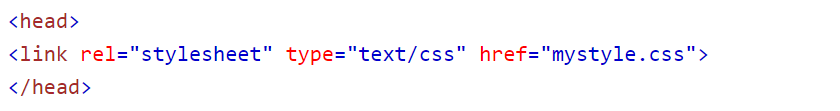 <head>
<link rel="stylesheet" type="text/css" href="mystyle.css">
</head>